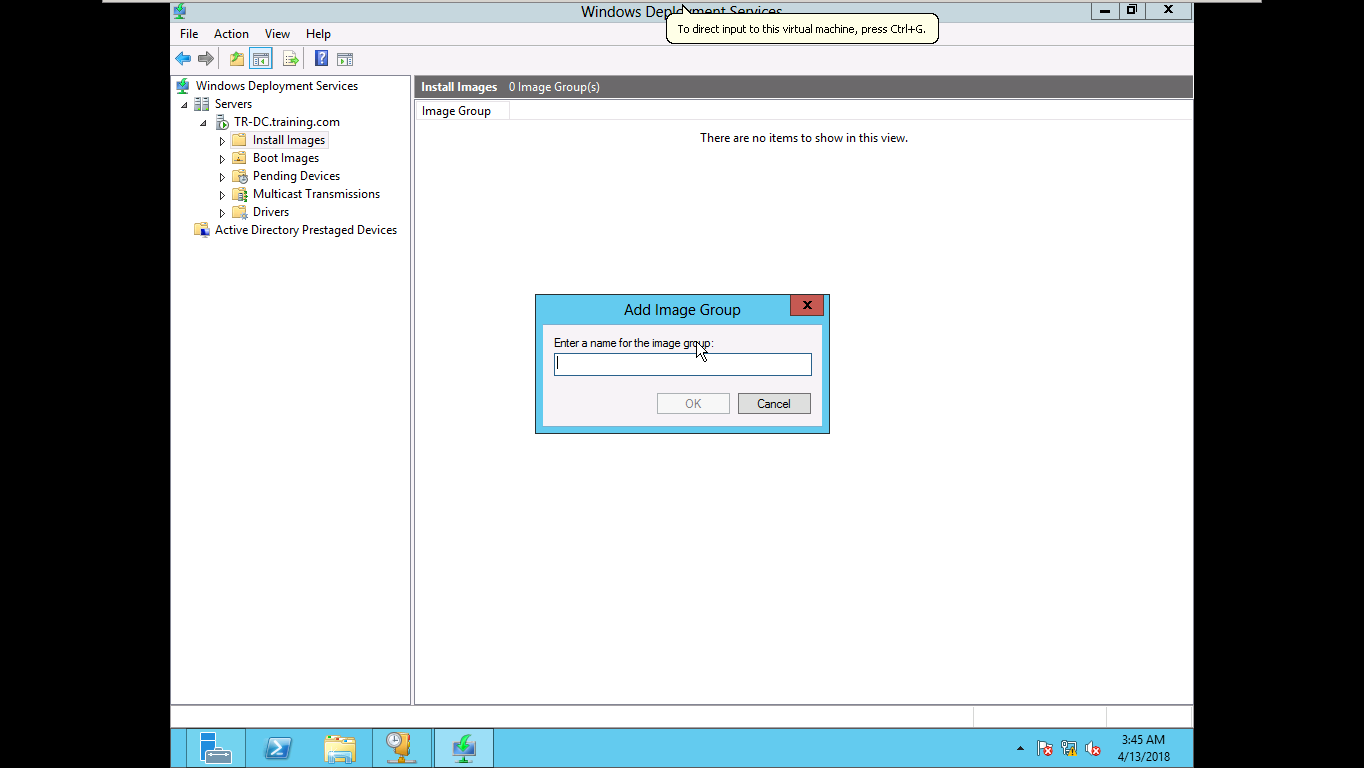 Windows Deployment Services
To direct input to this virtual machine, press Ctrl+G.
File Action View Help
Windows Deployment Services
Servers
TR-DC.training.com
Install Images
Boot Images
Pending Devices
Multicast Transmissions
Drivers
Active Directory Prestaged Devices
Install Images 0 Image Group(s)
Image Group
There are no items to show in this view.
Add Image Group
Enter a name for the image group:
OK Cancel
3:45 AM
4/13/2018